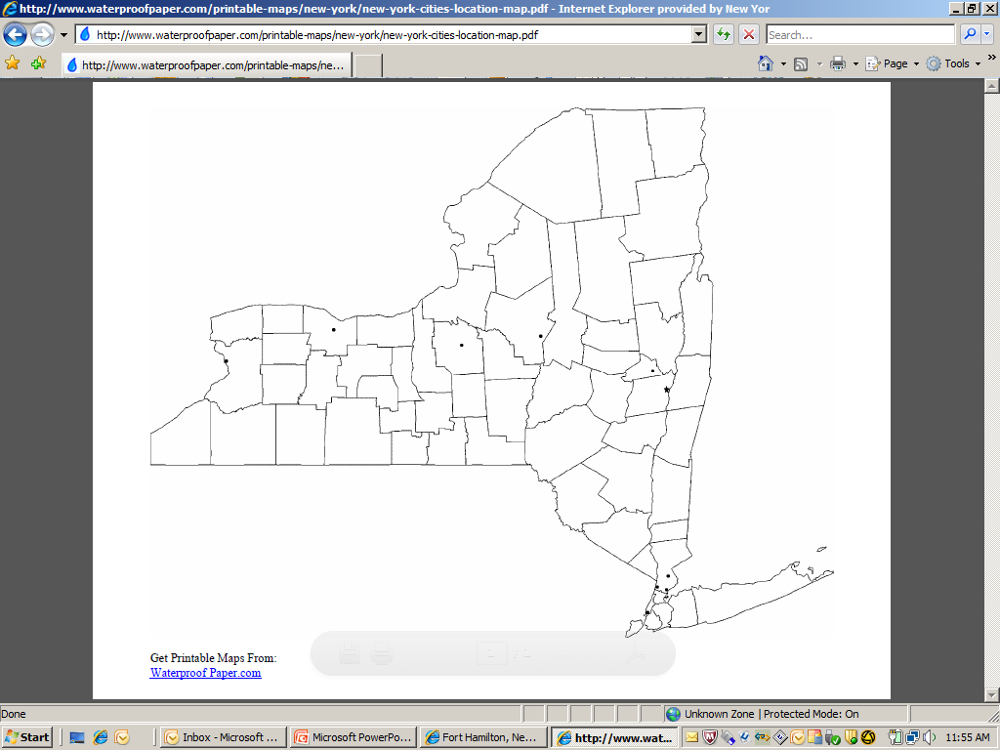 http://www.waterproofpaper.com/printable-maps/new-york/new-york-cities-location-map.pdf - Internet Explorer provided by New Yor
http://www.waterproofpaper.com/printable-maps/new-york/new-york-cities-location-map.pdf
Search...
http://www.waterproofpaper.com/printable-maps/ne...
Page
Tools
Get Printable Maps From:
Waterproof Paper.com
Done
Unknown Zone | Protected Mode: On
Start
Inbox - Microsoft ...
Microsoft PowerPo...
Fort Hamilton, Ne...
http://www.wat...
11:55 AM